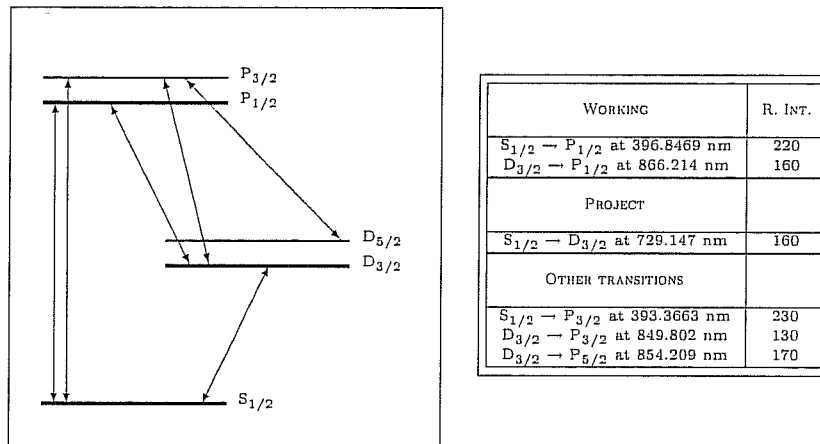 P3/2
P1/2
D5/2
D3/2
S1/2
WORKING R. INT.
S1/2 → P1/2 at 396.8469 nm 220
D3/2 → P1/2 at 866.214 nm 160
PROJECT
S1/2 → D3/2 at 729.147 nm 160
OTHER TRANSITIONS
S1/2 → P3/2 at 393.3663 nm 230
D3/2 → P3/2 at 849.802 nm 130
D3/2 → P5/2 at 854.209 nm 170